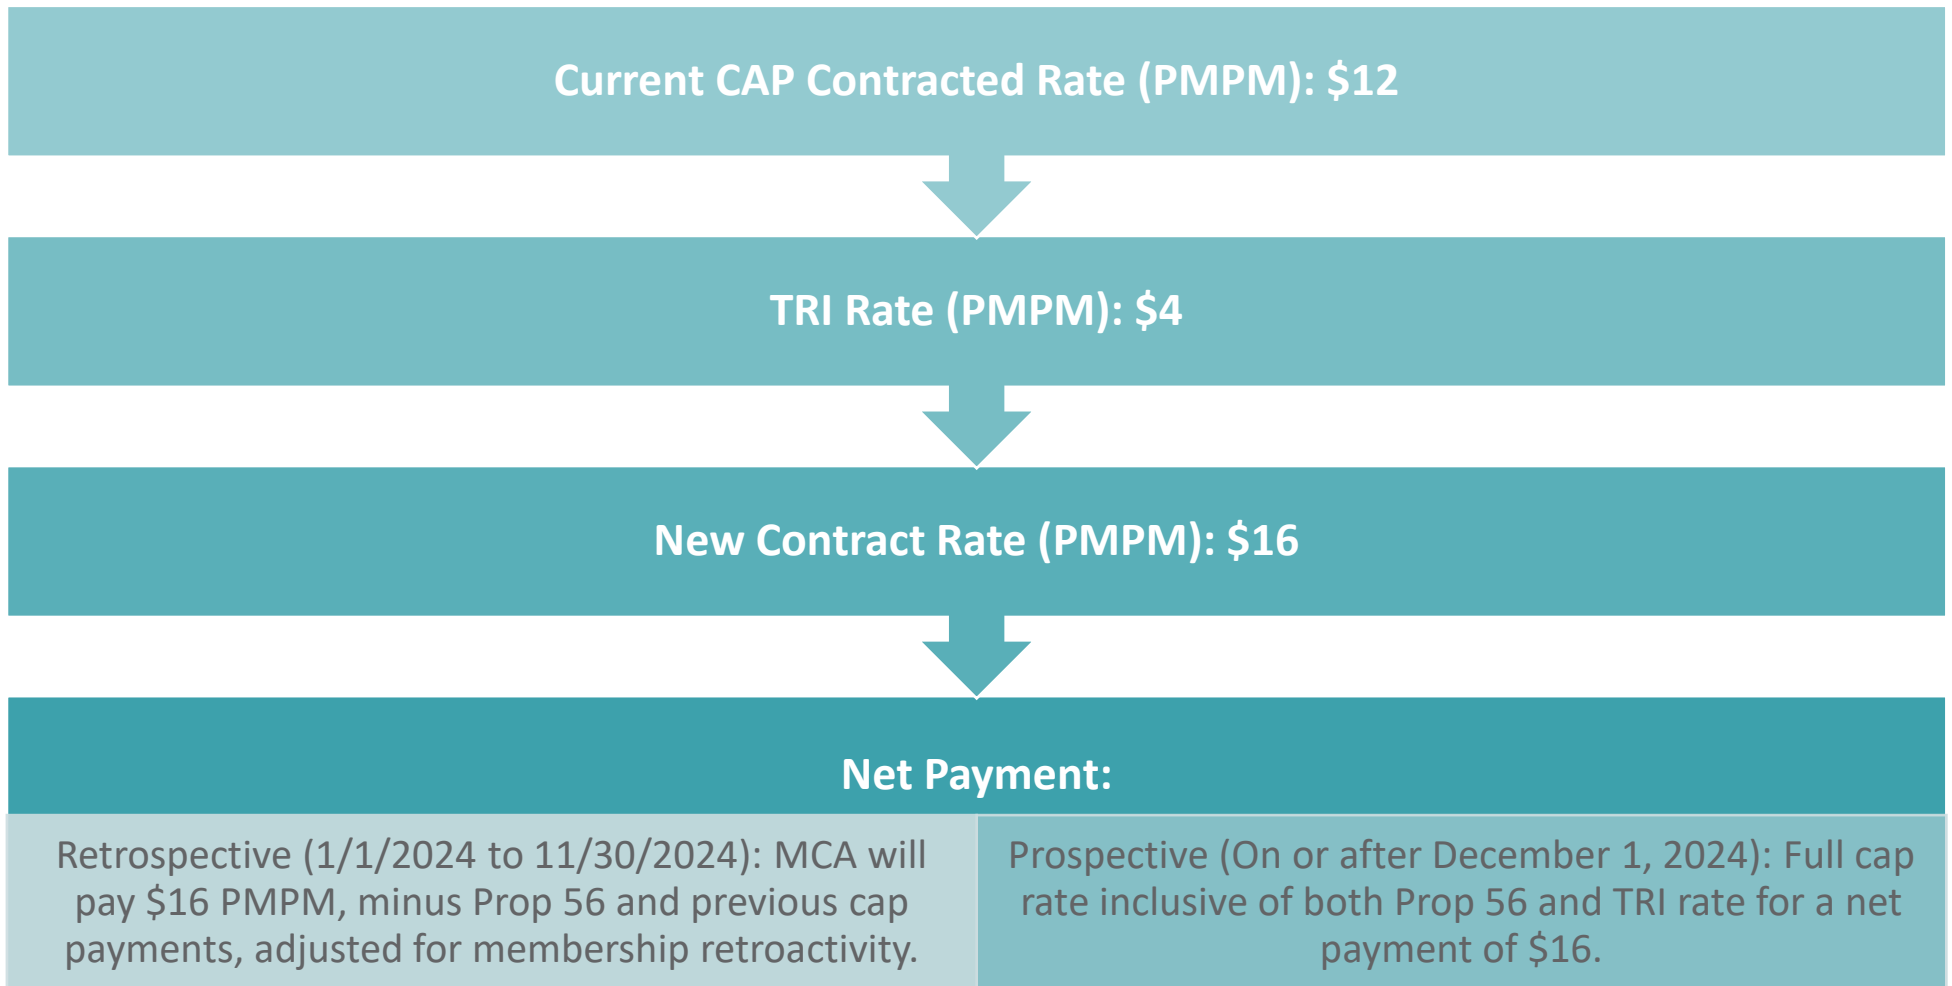 Current CAP Contracted Rate (PMPM): $12
TRI Rate (PMPM): $4
New Contract Rate (PMPM): $16
Net Payment:
Retrospective (1/1/2024 to 11/30/2024): MCA will
pay $16 PMPM, minus Prop 56 and previous cap
payments, adjusted for membership retroactivity.
Prospective (On or after December 1, 2024): Full cap
rate inclusive of both Prop 56 and TRI rate for a net
payment of $16.